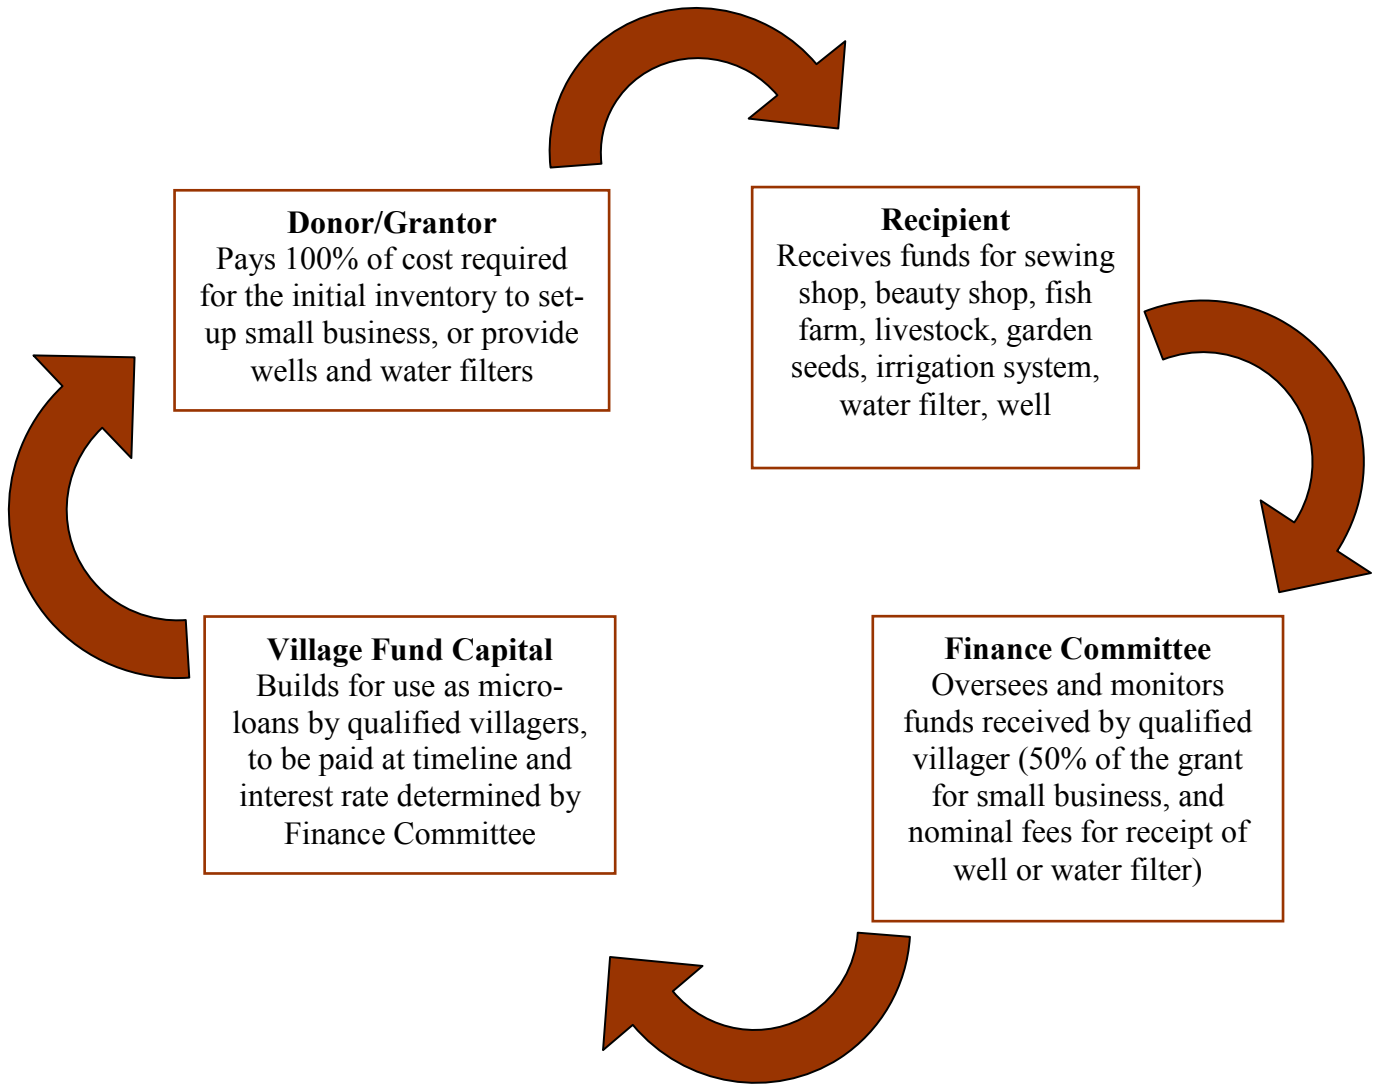 Donor/Grantor
Pays 100% of cost required
for the initial inventory to set-
up small business, or provide
wells and water filters
Recipient
Receives funds for sewing
shop, beauty shop, fish
farm, livestock, garden
seeds, irrigation system,
water filter, well
Finance Committee
Oversees and monitors
funds received by qualified
villager (50% of the grant
for small business, and
nominal fees for receipt of
well or water filter)
Village Fund Capital
Builds for use as micro-
loans by qualified villagers,
to be paid at timeline and
interest rate determined by
Finance Committee